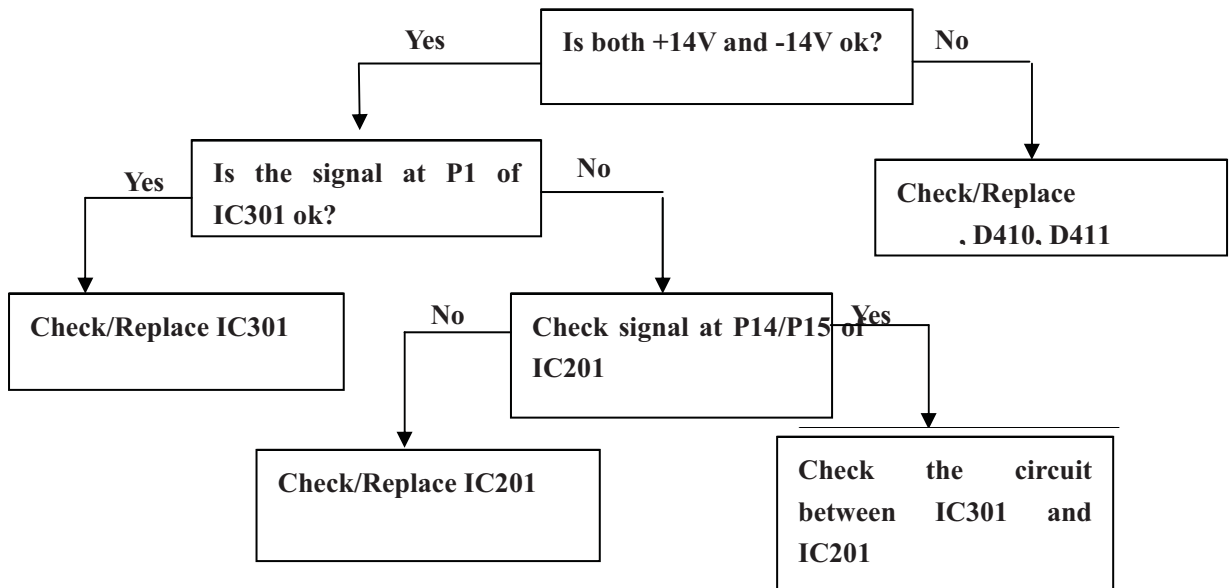 Is both +14V and -14V ok?
Yes
No
Is the signal at P1 of
IC301 ok?
Yes
No
Check/Replace
, D410, D411
Check/Replace IC301
Check signal at P14/P15 of
IC201
No
Yes
Check/Replace IC201
Check the circuit
between IC301 and
IC201